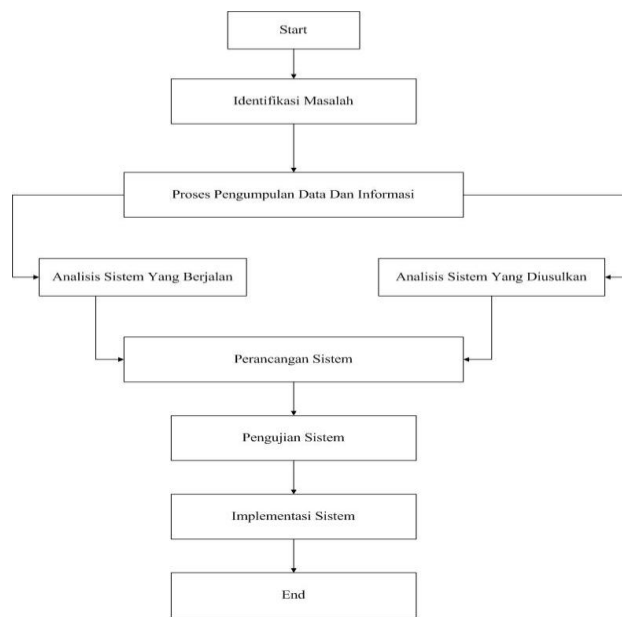 Start
Identifikasi Masalah
Proses Pengumpulan Data Dan Informasi
Analisis Sistem Yang Berjalan
Analisis Sistem Yang Diusulkan
Perancangan Sistem
Pengujian Sistem
Implementasi Sistem
End